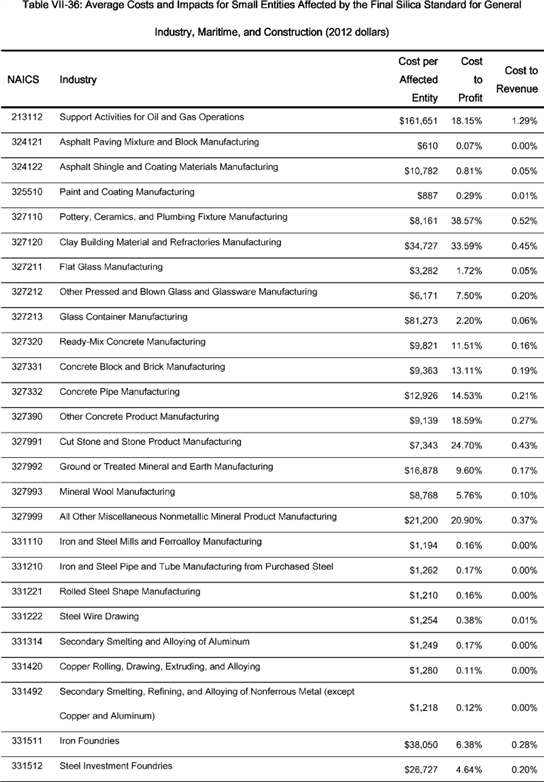 Table VII-36: Average Costs and Impacts for Small Entities Affected by the Final Silica Standard for General
Industry, Maritime, and Construction (2012 dollars)
NAICS Industry Cost per Affected Entity Cost to Profit Cost to Revenue
213112 Support Activities for Oil and Gas Operations $161,651 18.15% 1.29%
324121 Asphalt Paving Mixture and Block Manufacturing $610 0.07% 0.00%
324122 Asphalt Shingle and Coating Materials Manufacturing $10,782 0.81% 0.05%
325510 Paint and Coating Manufacturing $887 0.29% 0.01%
327110 Pottery, Ceramics, and Plumbing Fixture Manufacturing $8,161 38.57% 0.52%
327120 Clay Building Material and Refractories Manufacturing $34,727 33.59% 0.45%
327211 Flat Glass Manufacturing $3,282 1.72% 0.05%
327212 Other Pressed and Blown Glass and Glassware Manufacturing $6,171 7.50% 0.20%
327213 Glass Container Manufacturing $81,273 2.20% 0.06%
327320 Ready-Mix Concrete Manufacturing $9,821 11.51% 0.16%
327331 Concrete Block and Brick Manufacturing $9,363 13.11% 0.19%
327332 Concrete Pipe Manufacturing $12,926 14.53% 0.21%
327390 Other Concrete Product Manufacturing $9,139 18.59% 0.27%
327991 Cut Stone and Stone Product Manufacturing $7,343 24.70% 0.43%
327992 Ground or Treated Mineral and Earth Manufacturing $16,878 9.60% 0.17%
327993 Mineral Wool Manufacturing $8,768 5.76% 0.10%
327999 All Other Miscellaneous Nonmetallic Mineral Product Manufacturing $21,200 20.90% 0.37%
331110 Iron and Steel Mills and Ferroalloy Manufacturing $1,194 0.16% 0.00%
331210 Iron and Steel Pipe and Tube Manufacturing from Purchased Steel $1,262 0.17% 0.00%
331221 Rolled Steel Shape Manufacturing $1,210 0.16% 0.00%
331222 Steel Wire Drawing $1,254 0.38% 0.01%
331314 Secondary Smelting and Alloying of Aluminum $1,249 0.17% 0.00%
331420 Copper Rolling, Drawing, Extruding, and Alloying $1,280 0.11% 0.00%
331492 Secondary Smelting, Refining, and Alloying of Nonferrous Metal (except
Copper and Aluminum) $1,218 0.12% 0.00%
331511 Iron Foundries $38,050 6.38% 0.28%
331512 Steel Investment Foundries $26,727 4.64% 0.20%